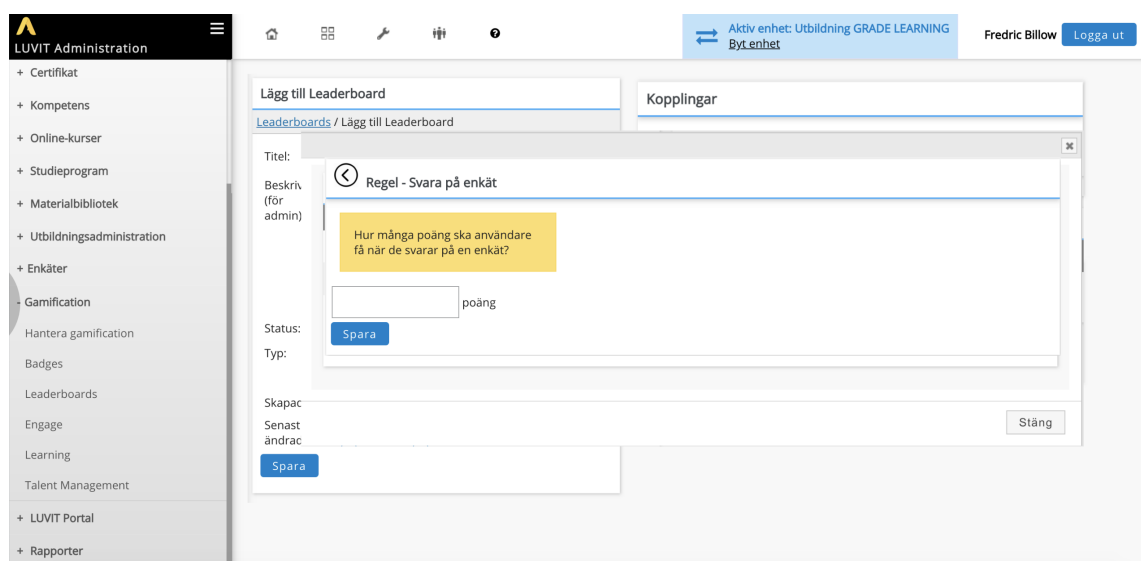 LUVIT Administration
Aktiv enhet: Utbildning GRADE LEARNING
Byt enhet
Fredric Billow
Logga ut
+ Certifikat
+ Kompetens
+ Online-kurser
+ Studieprogram
+ Materialbibliotek
+ Utbildningsadministration
+ Enkäter
- Gamification
Hantera gamification
Badges
Leaderboards
Engage
Learning
Talent Management
+ LUVIT Portal
+ Rapporter
Lägg till Leaderboard
Leaderboards / Lägg till Leaderboard
Titel:
(för
admin)
Status:
Typ:
Senast
Spara
Kopplingar
Regel - Svara på enkät
Hur många poäng ska användare
få när de svarar på en enkät?
poäng
Spara
Stäng